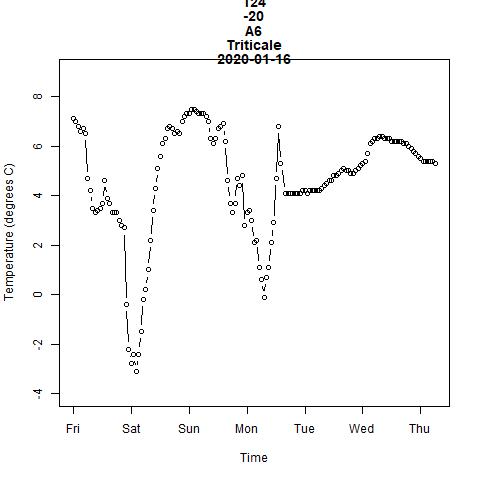 124
-20
A6
Triticale
2020-01-16
Temperature (degrees C)
8
6
4
2
0
-2
-4
Fri Sat Sun Mon Tue Wed Thu
Time